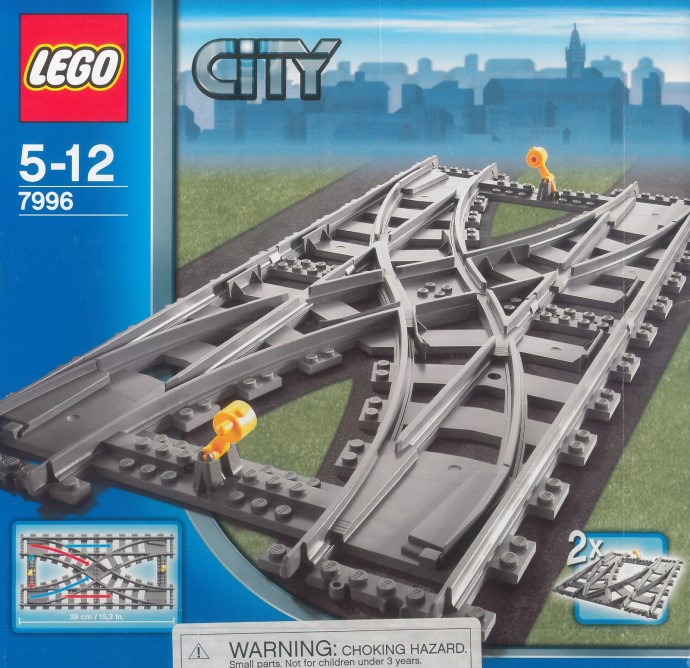 LEGO
CITY
5-12
7996
2x
39 cm / 15,3 in.
WARNING: CHOKING HAZARD.
Small parts. Not for children under 3 years.